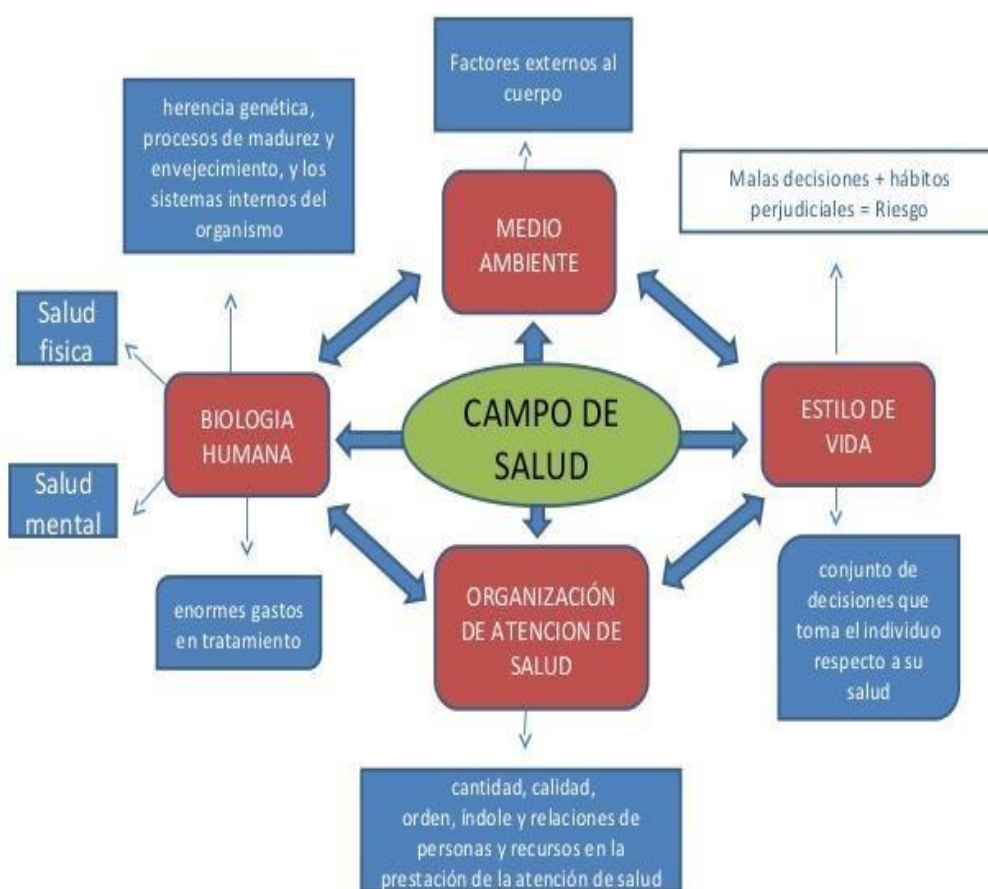 Factores externos al
cuerpo
herencia genética,
procesos de madurez y
envejecimiento, y los
sistemas internos del
organismo
Malas decisiones + hábitos
perjudiciales = Riesgo
MEDIO
AMBIENTE
Salud
fisica
BIOLOGIA
HUMANA
CAMPO DE
SALUD
ESTILO DE
VIDA
Salud
mental
enormes gastos
en tratamiento
ORGANIZACIÓN
DE ATENCION DE
SALUD
conjunto de
decisiones que
toma el individuo
respecto a su
salud
cantidad, calidad,
orden, índole y relaciones de
personas y recursos en la
prestación de la atención de salud